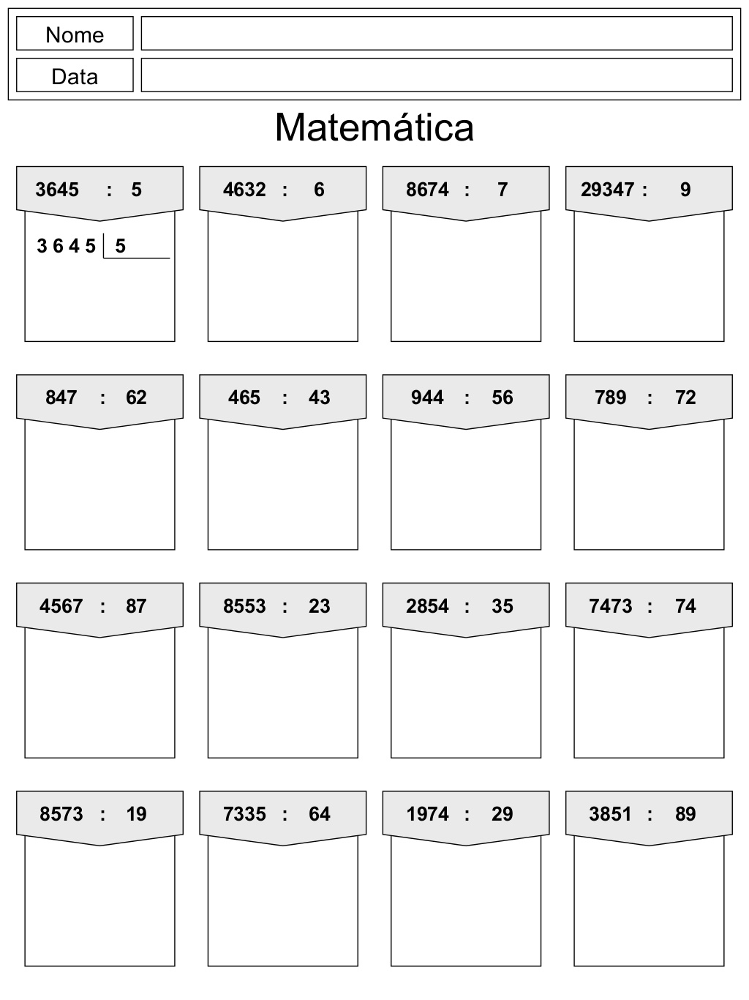 Nome
Data
Matemática
3645 : 5
4632 : 6
8674 : 7
29347 : 9
3 6 4 5 5
847 : 62
465 : 43
944 : 56
789 : 72
4567 : 87
8553 : 23
2854 : 35
7473 : 74
8573 : 19
7335 : 64
1974 : 29
3851 : 89